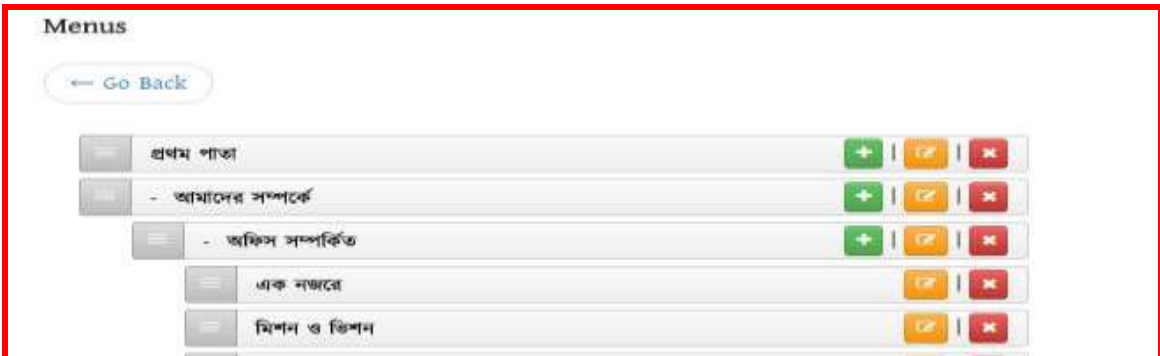 Menus
← Go Back
প্রথম পাতা
- আমাদের সম্পর্কে
- অফিস সম্পর্কিত
এক নজরে
মিশন ও ভিশন